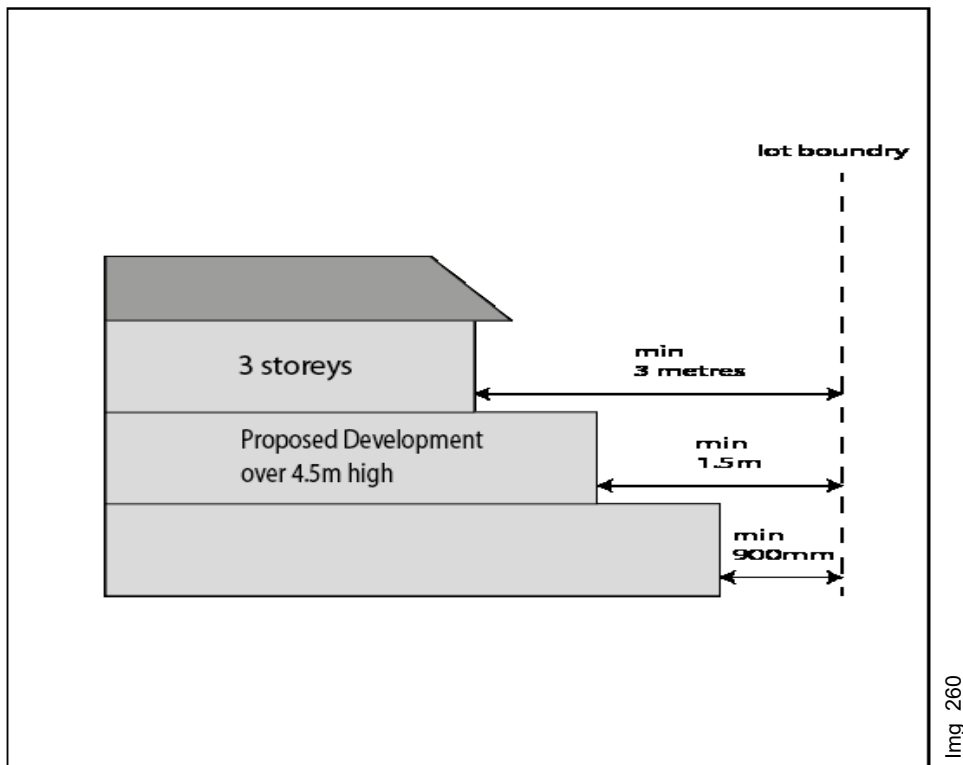 lot boundry
min
3 metres
3 storeys
Proposed Development
over 4.5m high
min
1.5m
min
900mm
Img 260